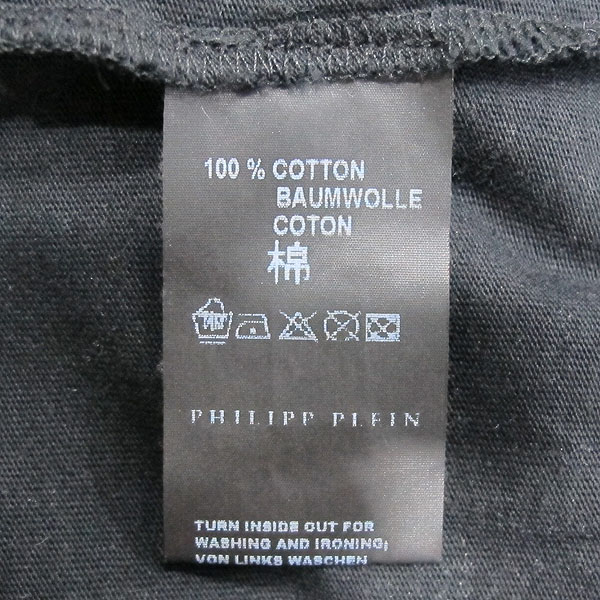 100 % COTTON
BAUMWOLLE
COTON
棉
PHILIPP PLEIN
TURN INSIDE OUT FOR
WASHING AND IRONING;
VON LINKS WASCHEN